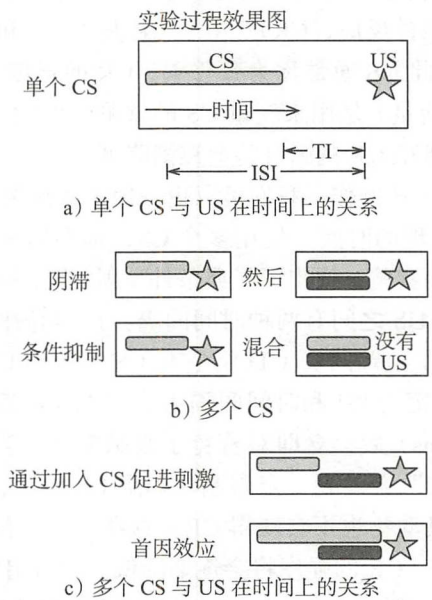 实验过程效果图
单个 CS
CS
US
时间
TI
ISI
a）单个 CS 与 US 在时间上的关系
阴滞
然后
条件抑制
混合
没有
US
b）多个 CS
通过加入 CS 促进刺激
首因效应
c）多个 CS 与 US 在时间上的关系